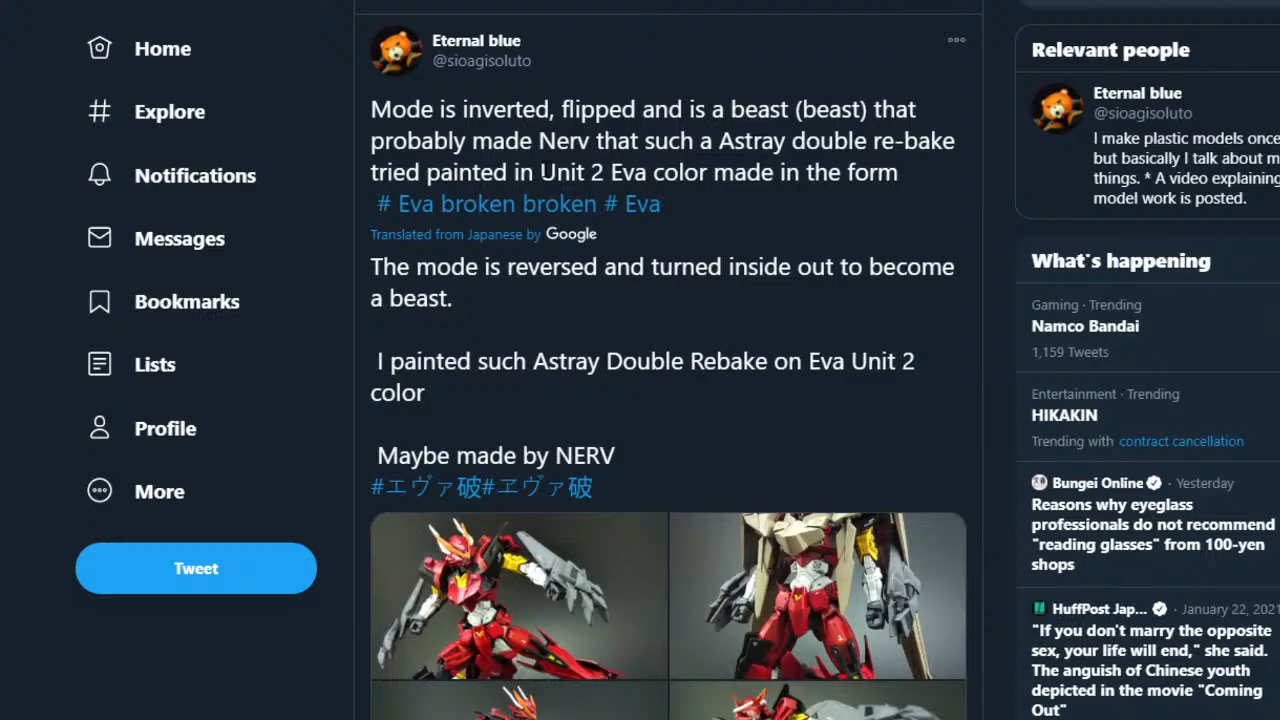 Home
Explore
Notifications
Messages
Bookmarks
Lists
Profile
More
Tweet
Eternal blue
@sioagisoluto
Mode is inverted, flipped and is a beast (beast) that
probably made Nerv that such a Astray double re-bake
tried painted in Unit 2 Eva color made in the form
# Eva broken broken # Eva
Translated from Japanese by Google
The mode is reversed and turned inside out to become
a beast.
I painted such Astray Double Rebake on Eva Unit 2
color
Maybe made by NERV
#エヴァ破#ヱヴァ破
Relevant people
Eternal blue
@sioagisoluto
I make plastic models once
but basically I talk about m
things. * A video explaining
model work is posted.
What's happening
Gaming · Trending
Namco Bandai
1,159 Tweets
Entertainment · Trending
HIKAKIN
Trending with contract cancellation
Bungei Online · Yesterday
Reasons why eyeglass
professionals do not recommend
"reading glasses" from 100-yen
shops
HuffPost Jap... · January 22, 2021
"If you don't marry the opposite
sex, your life will end," she said.
The anguish of Chinese youth
depicted in the movie "Coming
Out"